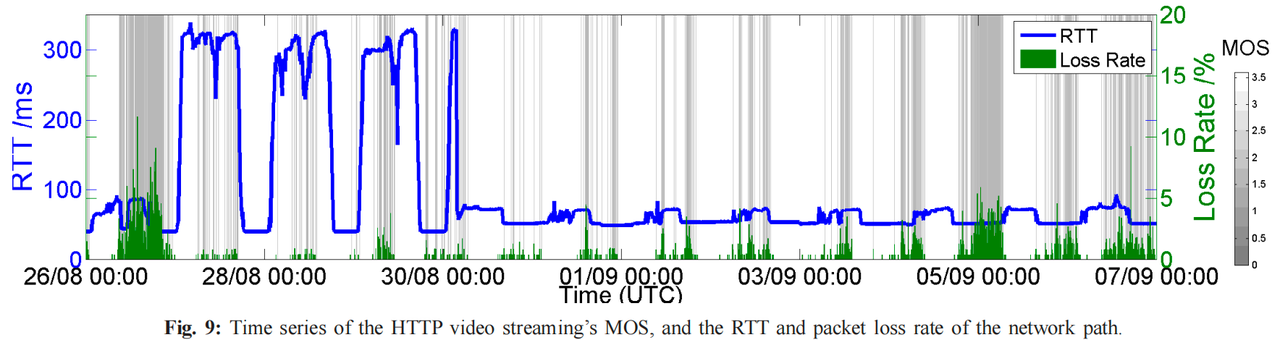 20
RTT
Loss Rate
300
15
MOS
3.5
3
200
10
2.5
2
RTT /ms
Loss Rate /%
1.5
100
5
1
0.5
0
0
0
26/08 00:00 28/08 00:00 30/08 00:00 01/09 00:00 03/09 00:00 05/09 00:00 07/09 00:00
Time (UTC)
Fig. 9: Time series of the HTTP video streaming's MOS, and the RTT and packet loss rate of the network path.